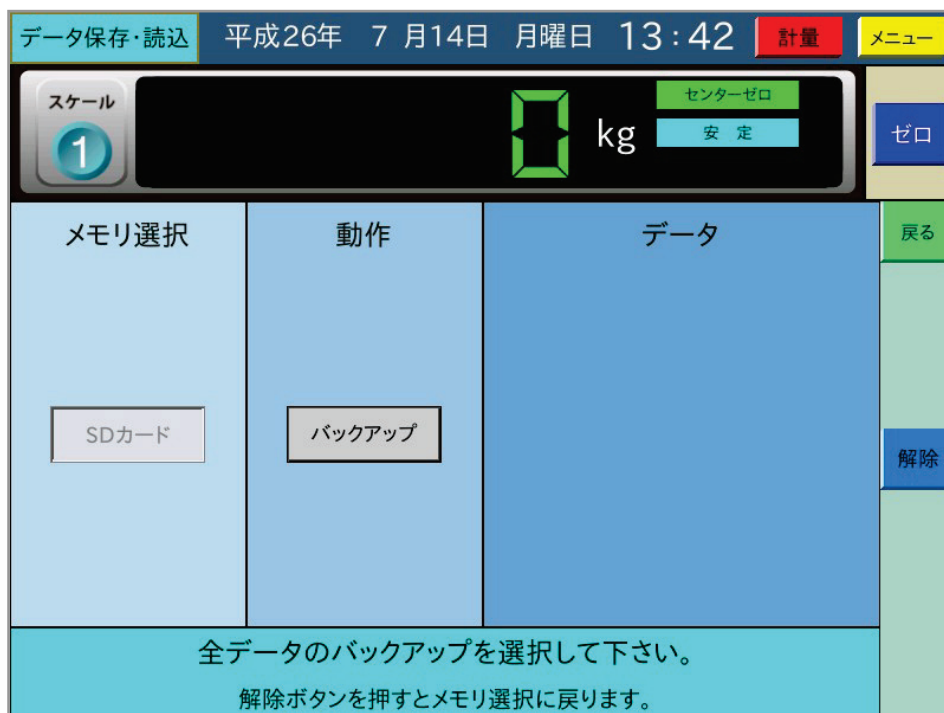 データ保存・読込 平成26年 7 月14日 月曜日 13:42 計量 メニュー
スケール
1
0 kg
センターゼロ
安 定
ゼロ
メモリ選択 動作 データ
戻る
SDカード バックアップ
解除
全データのバックアップを選択して下さい。
解除ボタンを押すとメモリ選択に戻ります。